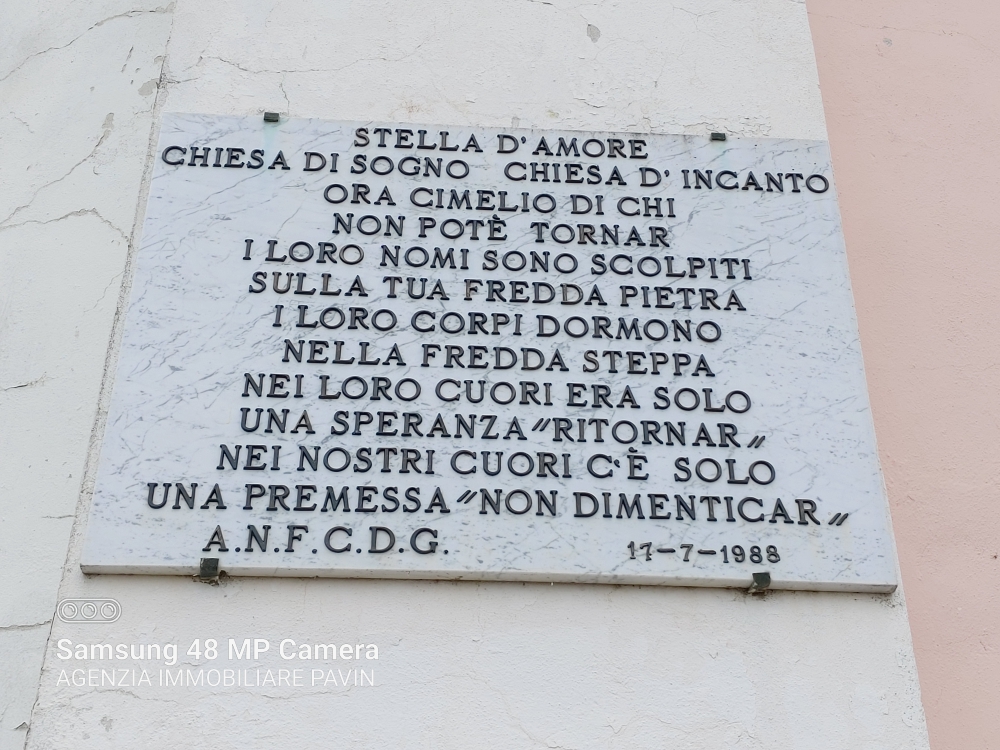 STELLA D'AMORE
CHIESA DI SOGNO CHIESA D'INCANTO
ORA CIMELIO DI CHI
NON POTÈ TORNAR
I LORO NOMI SONO SCOLPITI
SULLA TUA FREDDA PIETRA
I LORO CORPI DORMONO
NELLA FREDDA STEPPA
NEI LORO CUORI ERA SOLO
UNA SPERANZA "RITORNAR"
NEI NOSTRI CUORI C'È SOLO
UNA PREMESSA "NON DIMENTICAR"
A.N.F.C.D.G. 17-7-1988
Samsung 48 MP Camera
AGENZIA IMMOBILIARE PAVIN